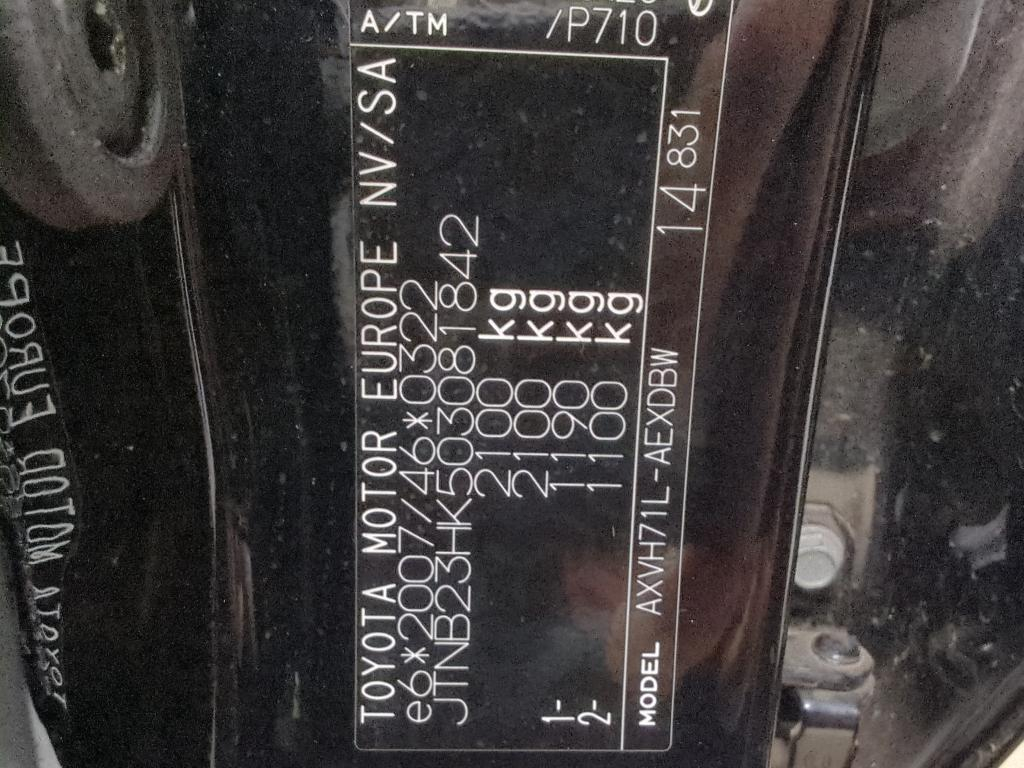 TOYOTA MOTOR EUROPE NV/SA
e6*2007/46*0322
JTNB23HK503081842
2100 kg
2100 kg
1- 1190 kg
2- 1100 kg
MODEL AXVH71L-AEXDBW 14 831
A/TM /P710